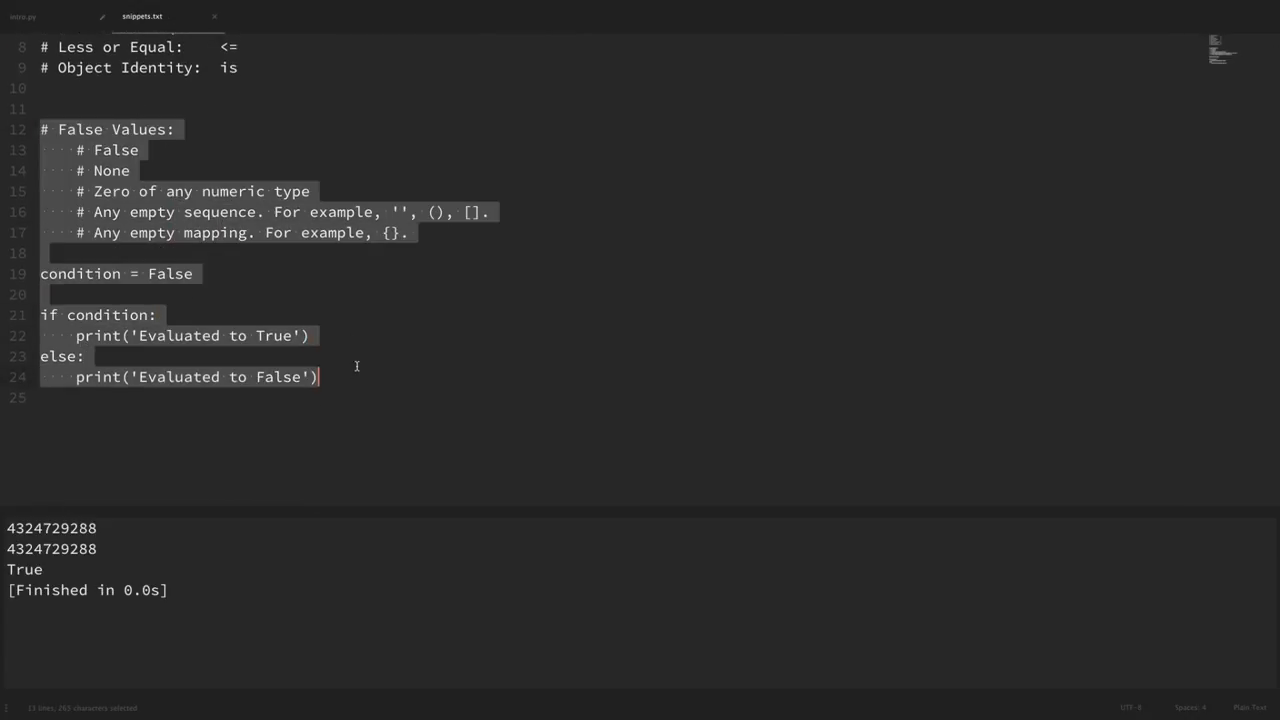 intro.py
snippets.txt
8 # Less or Equal: <=
9 # Object Identity: is
10
11
12 # False Values:
13 # False
14 # None
15 # Zero of any numeric type
16 # Any empty sequence. For example, '', (), [].
17 # Any empty mapping. For example, {}.
18
19 condition = False
20
21 if condition:
22 print('Evaluated to True')
23 else:
24 print('Evaluated to False')
25
4324729288
4324729288
True
[Finished in 0.0s]
13 lines, 265 characters selected
UTF-8
Spaces: 4
Plain Text